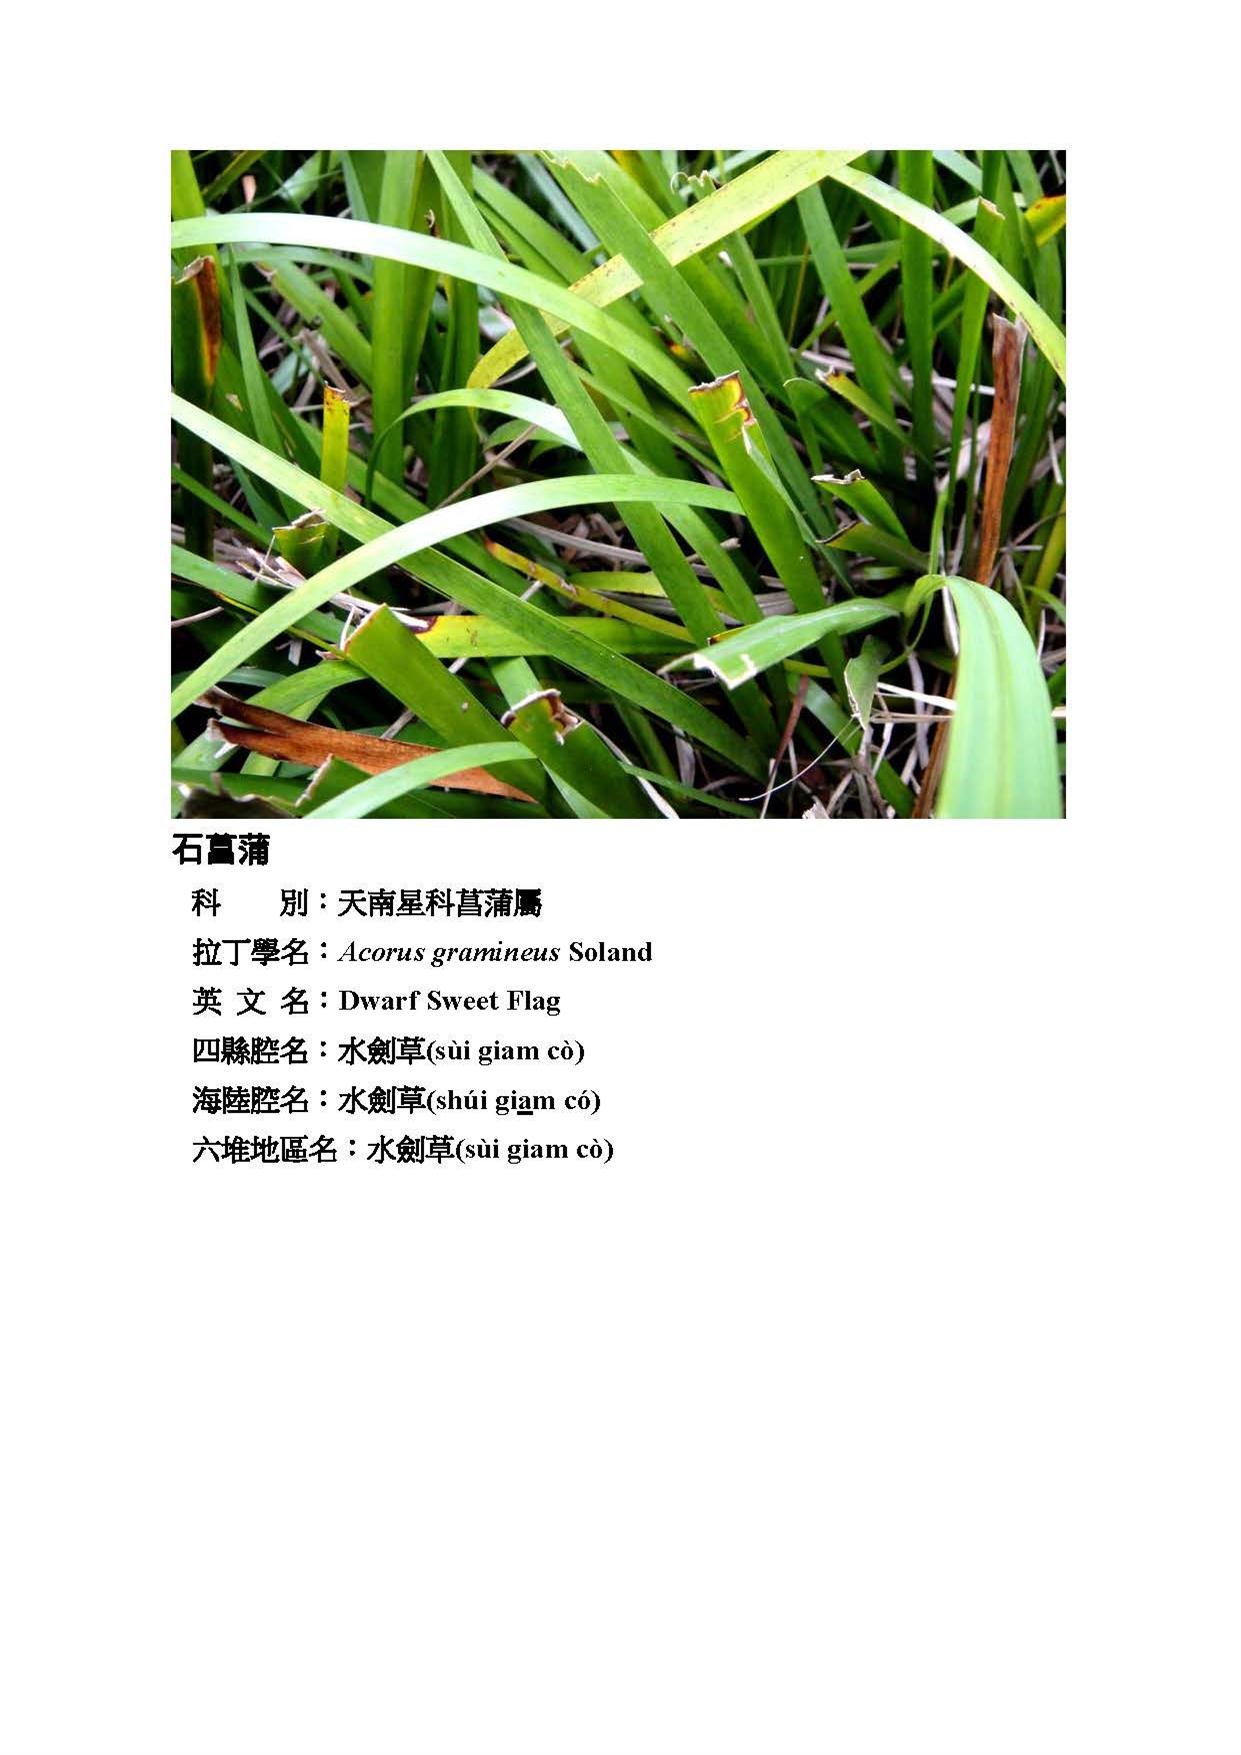 石菖蒲
科　　別：天南星科菖蒲屬
拉丁學名：Acorus gramineus Soland
英 文 名：Dwarf Sweet Flag
四縣腔名：水劍草(sùi giam cò)
海陸腔名：水劍草(shúi giam có)
六堆地區名：水劍草(sùi giam cò)